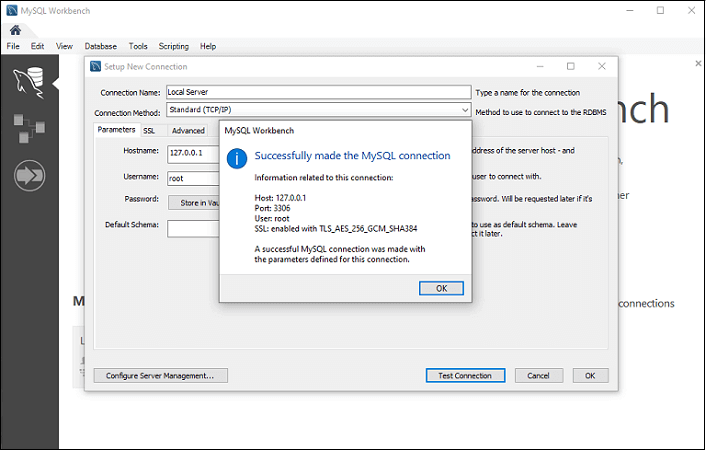 MySQL Workbench
File Edit View Database Tools Scripting Help
Setup New Connection
Connection Name: Local Server Type a name for the connection
Connection Method: Standard (TCP/IP) Method to use to connect to the RDBMS
Parameters SSL Advanced
Hostname: 127.0.0.1 address of the server host - and
Username: root user to connect with.
Password: Store in Vau Will be requested later if it's
Default Schema: to use as default schema. Leave
it later.
MySQL Workbench
Successfully made the MySQL connection
Information related to this connection:
Host: 127.0.0.1
Port: 3306
User: root
SSL: enabled with TLS_AES_256_GCM_SHA384
A successful MySQL connection was made with
the parameters defined for this connection.
OK
Configure Server Management... Test Connection Cancel OK
nch
M
connections
L